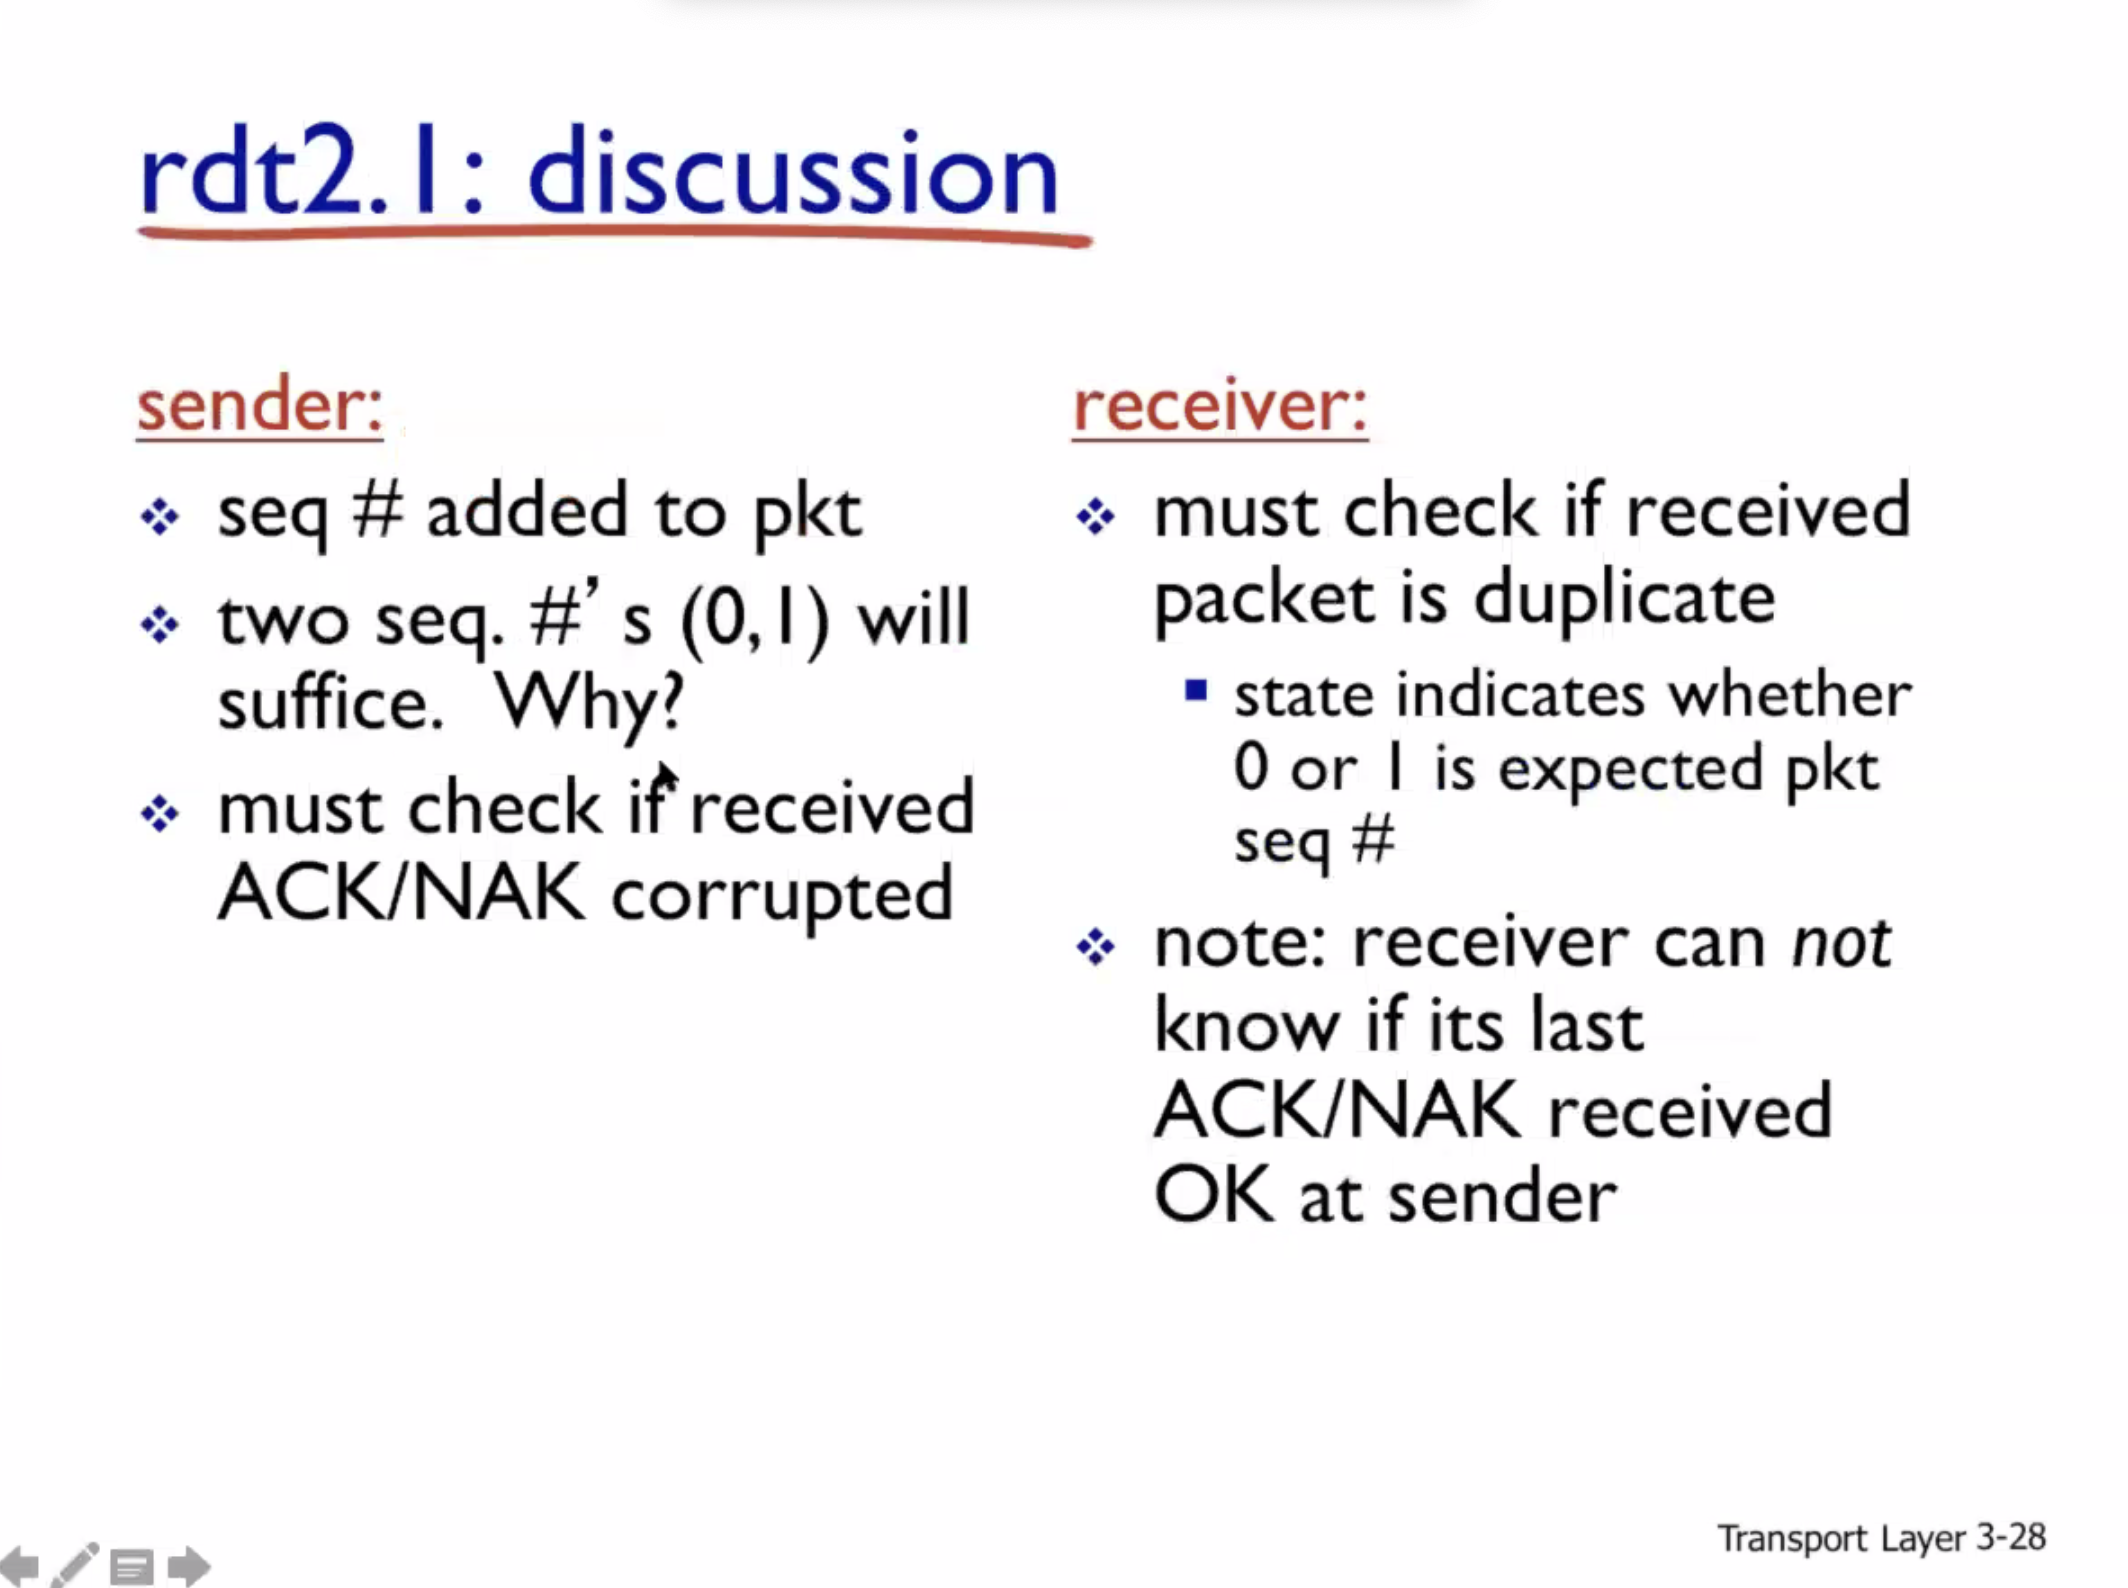 rdt2.1: discussion
sender:
seq # added to pkt
two seq. #’ s (0,1) will
suffice.  Why?
must check if received
ACK/NAK corrupted
receiver:
must check if received
packet is duplicate
state indicates whether
0 or 1 is expected pkt
seq #
note: receiver can not
know if its last
ACK/NAK received
OK at sender
Transport Layer 3-28